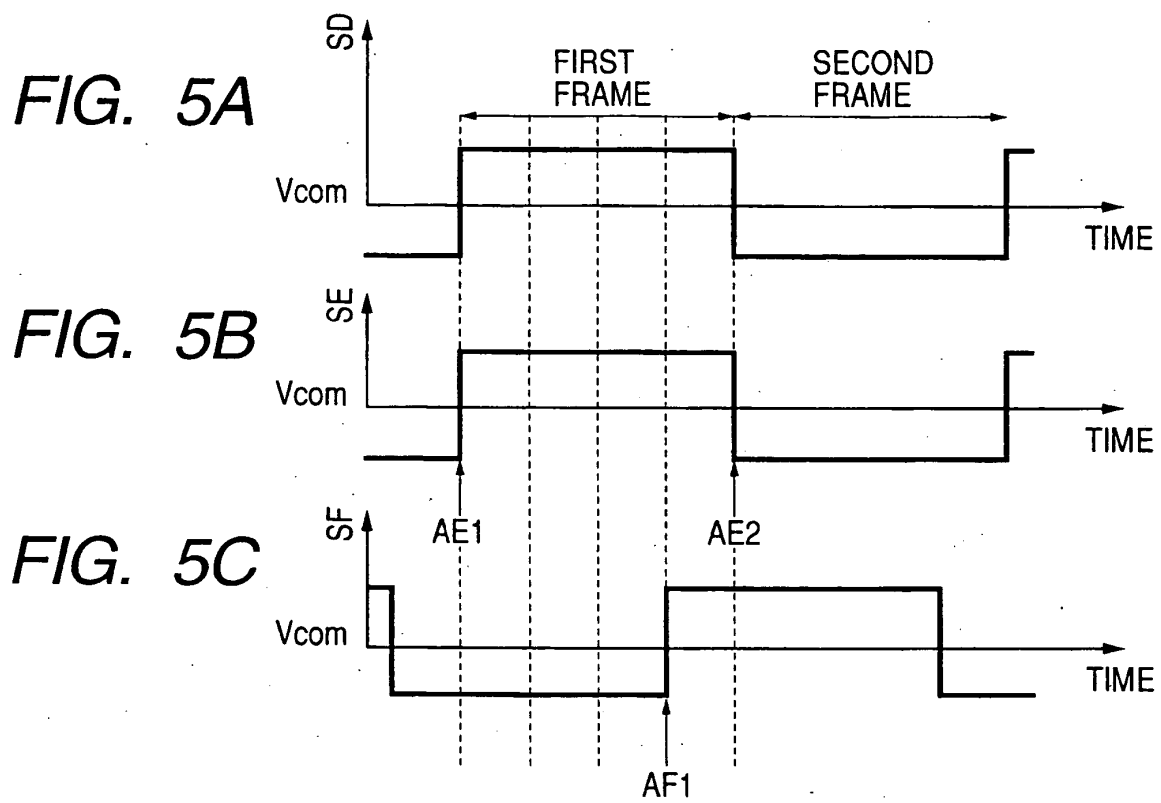 FIG. 5A
SD
FIRST
FRAME
SECOND
FRAME
Vcom
TIME
FIG. 5B
SE
Vcom
TIME
AE1
AE2
FIG. 5C
SF
Vcom
TIME
AF1